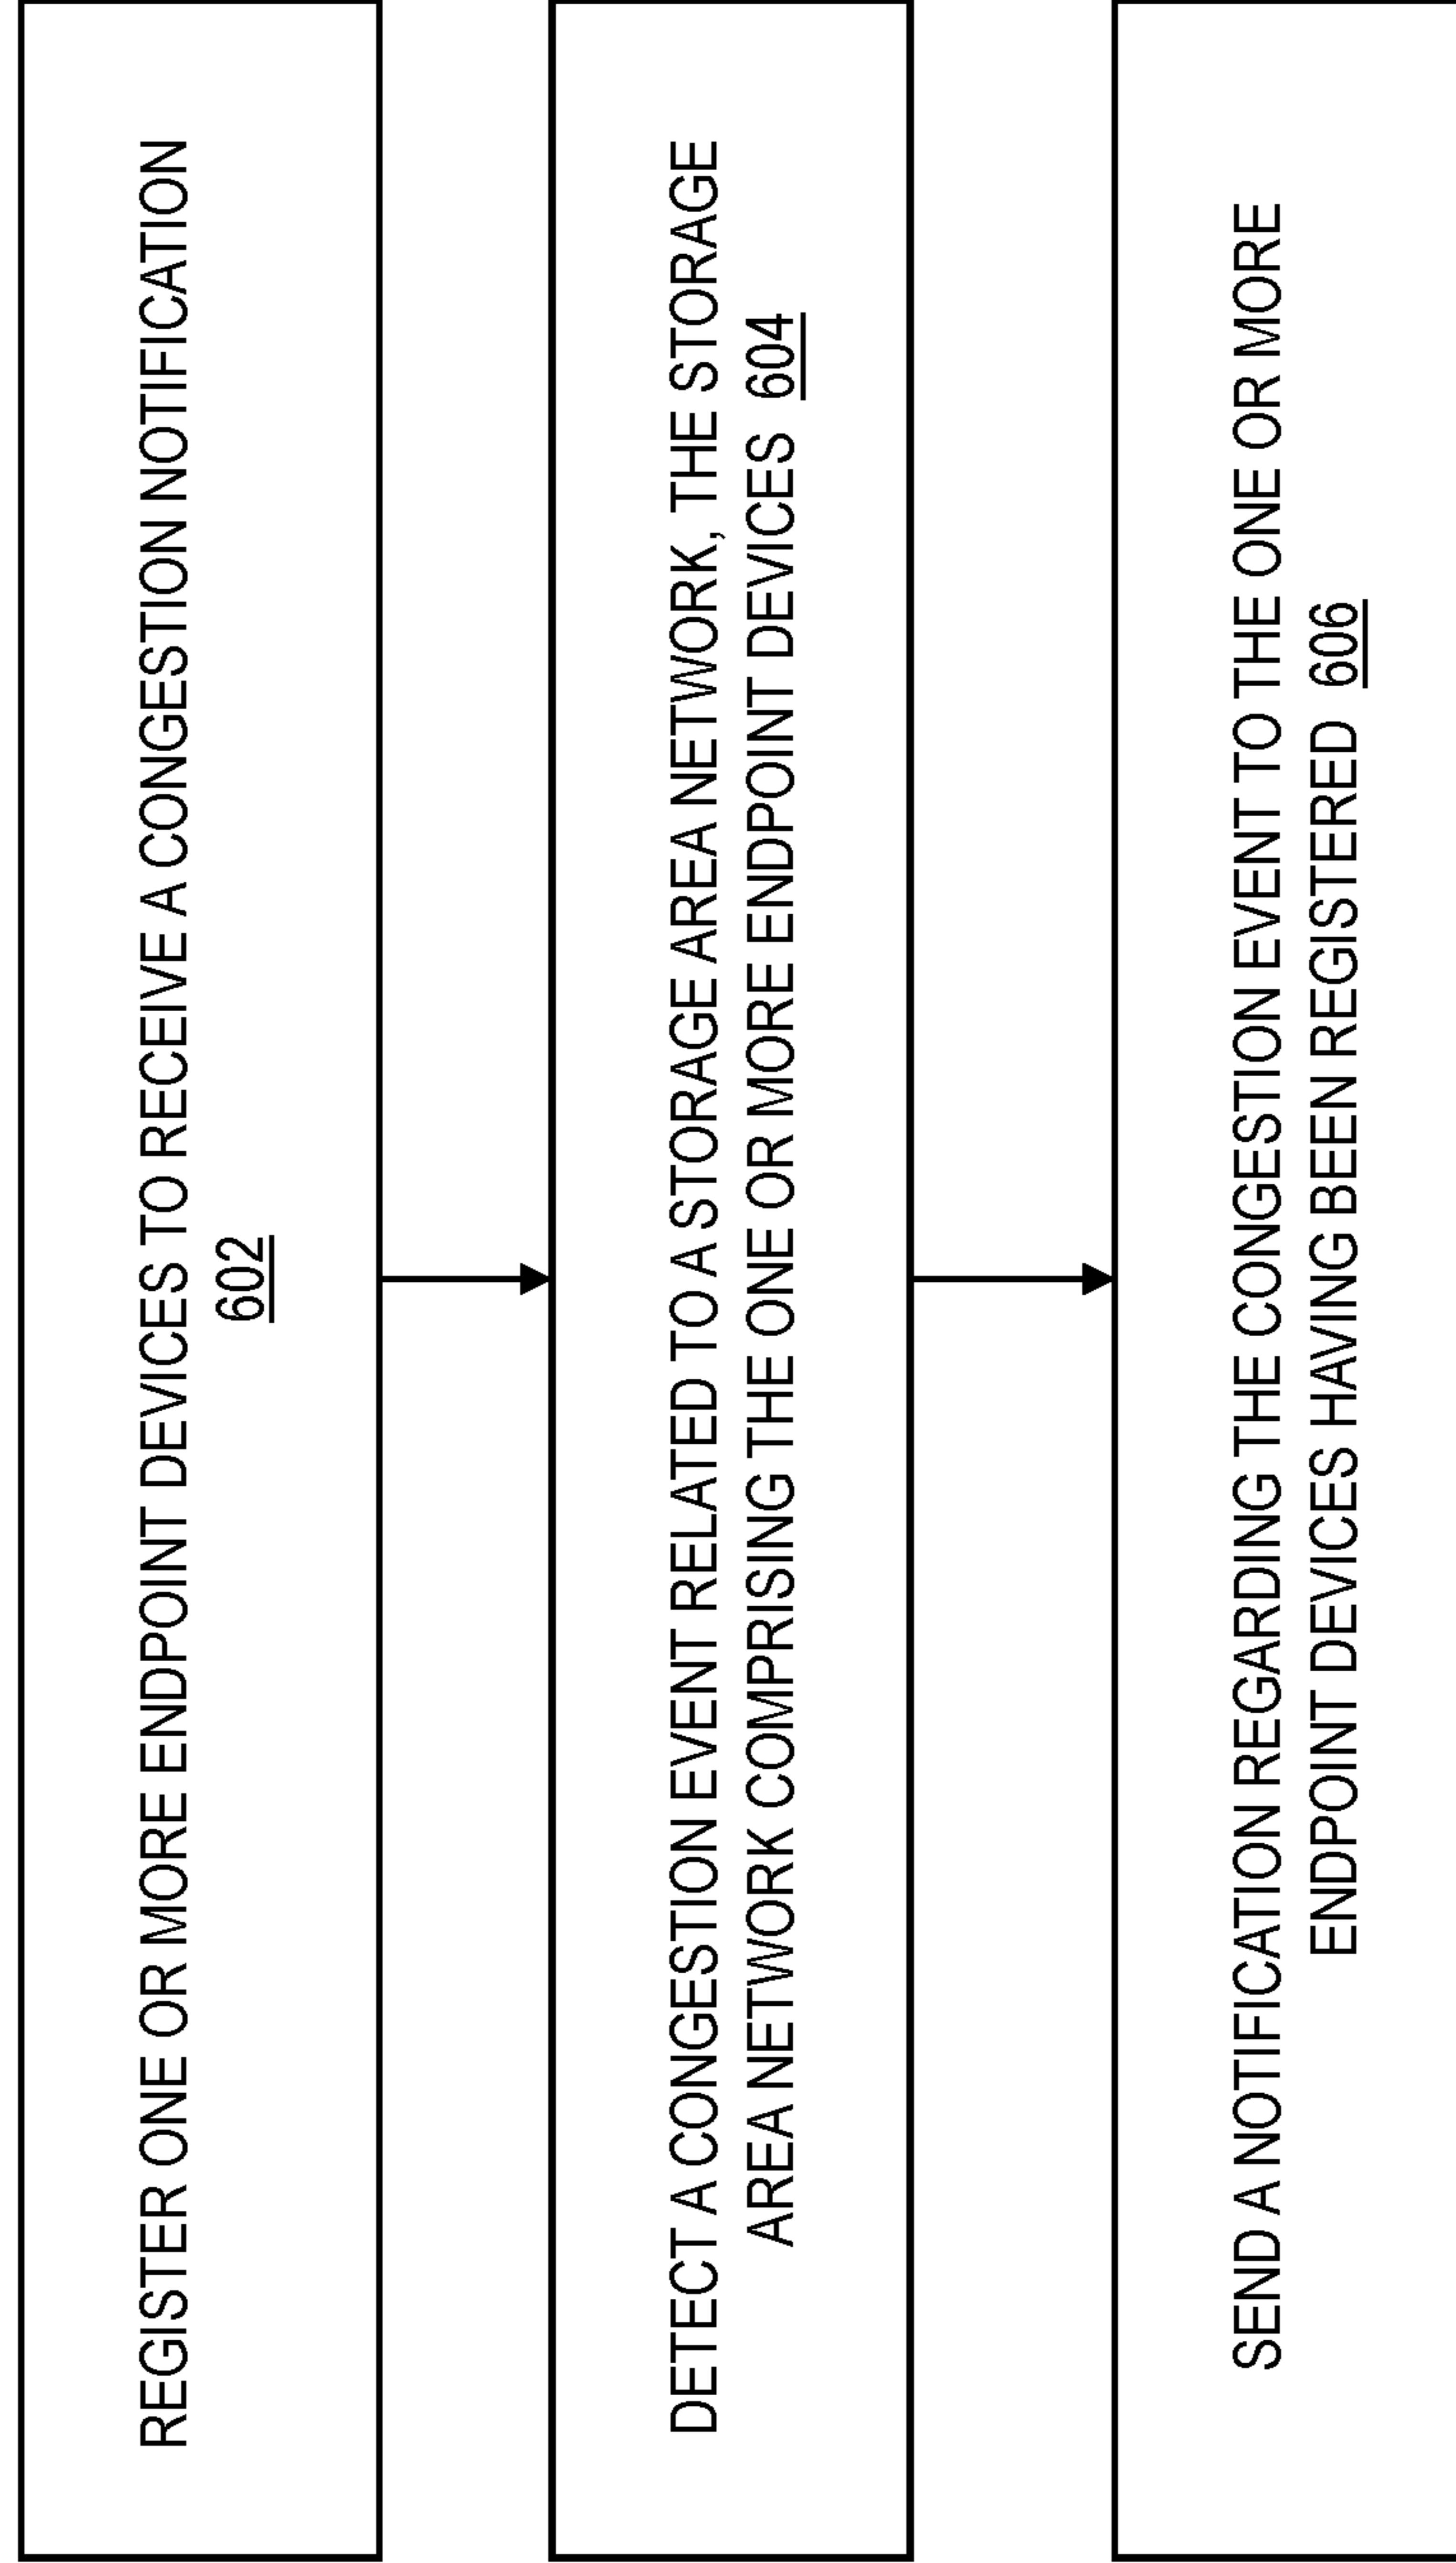 REGISTER ONE OR MORE ENDPOINT DEVICES TO RECEIVE A CONGESTION NOTIFICATION
602
DETECT A CONGESTION EVENT RELATED TO A STORAGE AREA NETWORK, THE STORAGE
AREA NETWORK COMPRISING THE ONE OR MORE ENDPOINT DEVICES 604
SEND A NOTIFICATION REGARDING THE CONGESTION EVENT TO THE ONE OR MORE
ENDPOINT DEVICES HAVING BEEN REGISTERED 606